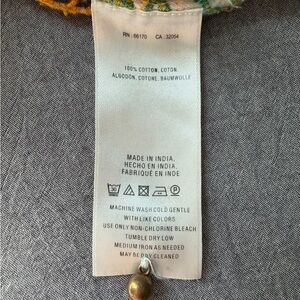 RN : 66170 CA : 32054
100% COTTON, COTON
ALGODÓN, COTONE, BAUMWOLLE
MADE IN INDIA,
HECHO EN INDIA,
FABRIQUÉ EN INDE
MACHINE WASH COLD GENTLE
WITH LIKE COLORS
USE ONLY NON-CHLORINE BLEACH
TUMBLE DRY LOW
MEDIUM IRON AS NEEDED
MAY BE DRY CLEANED